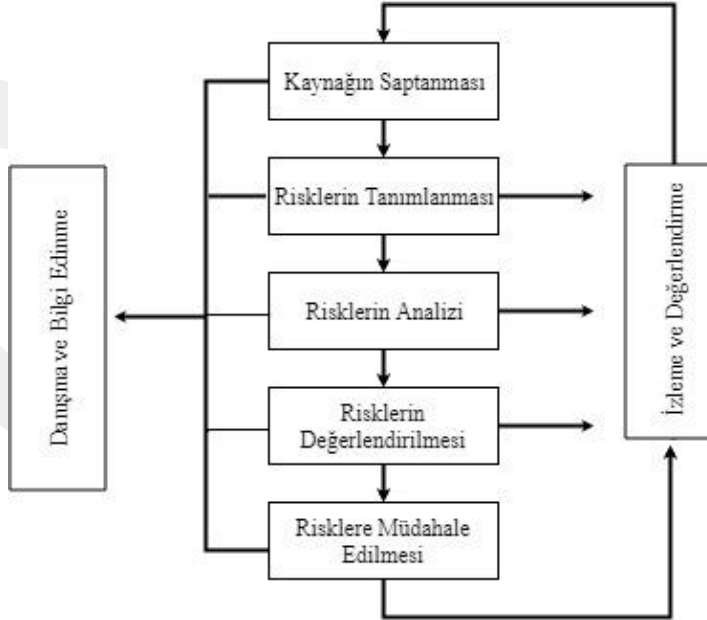 Kaynağın Saptanması
Danışma ve Bilgi Edinme
Risklerin Tanımlanması
İzleme ve Değerlendirme
Risklerin Analizi
Risklerin
Değerlendirilmesi
Risklere Müdahale
Edilmesi